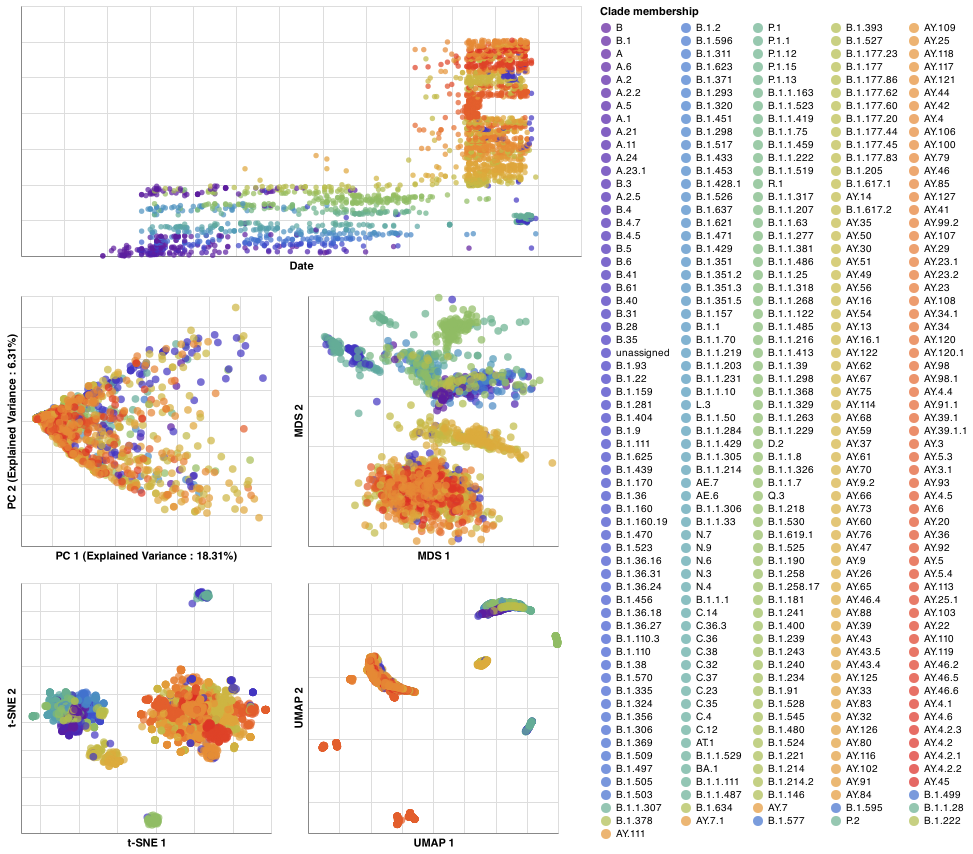 Date
PC 2 (Explained Variance : 6.31%)
PC 1 (Explained Variance : 18.31%)
MDS 2
MDS 1
t-SNE 2
t-SNE 1
UMAP 2
UMAP 1
Clade membership
B
B.1
A
A.6
A.2
A.2.2
A.5
A.1
A.21
A.11
A.24
A.23.1
B.3
A.2.5
B.4
B.4.7
B.4.5
B.5
B.6
B.41
B.61
B.40
B.31
B.28
B.35
unassigned
B.1.93
B.1.22
B.1.159
B.1.281
B.1.404
B.1.9
B.1.111
B.1.625
B.1.439
B.1.170
B.1.36
B.1.160
B.1.160.19
B.1.470
B.1.523
B.1.36.16
B.1.36.31
B.1.36.24
B.1.456
B.1.36.18
B.1.36.27
B.1.110.3
B.1.110
B.1.38
B.1.570
B.1.335
B.1.324
B.1.356
B.1.306
B.1.369
B.1.509
B.1.497
B.1.505
B.1.503
B.1.1.307
B.1.378
AY.111
B.1.2
B.1.596
B.1.311
B.1.623
B.1.371
B.1.293
B.1.320
B.1.451
B.1.298
B.1.517
B.1.433
B.1.453
B.1.428.1
B.1.526
B.1.637
B.1.621
B.1.471
B.1.429
B.1.351
B.1.351.2
B.1.351.3
B.1.351.5
B.1.157
B.1.1
B.1.1.70
B.1.1.219
B.1.1.203
B.1.1.231
B.1.1.10
L.3
B.1.1.50
B.1.1.284
B.1.1.429
B.1.1.305
B.1.1.214
AE.7
AE.6
B.1.1.306
B.1.1.33
N.7
N.9
N.6
N.3
N.4
B.1.1.1
C.14
C.36.3
C.36
C.38
C.32
C.37
C.23
C.35
C.4
C.12
AT.1
B.1.1.529
BA.1
B.1.1.111
B.1.1.487
B.1.634
AY.7.1
P.1
P.1.1
P.1.12
P.1.15
P.1.13
B.1.1.163
B.1.1.523
B.1.1.419
B.1.1.75
B.1.1.459
B.1.1.222
B.1.1.519
R.1
B.1.1.317
B.1.1.207
B.1.1.63
B.1.1.277
B.1.1.381
B.1.1.486
B.1.1.25
B.1.1.318
B.1.1.268
B.1.1.122
B.1.1.485
B.1.1.216
B.1.1.413
B.1.1.39
B.1.1.298
B.1.1.368
B.1.1.329
B.1.1.263
B.1.1.229
D.2
B.1.1.8
B.1.1.326
B.1.1.7
Q.3
B.1.218
B.1.530
B.1.619.1
B.1.525
B.1.190
B.1.258
B.1.258.17
B.1.181
B.1.241
B.1.400
B.1.239
B.1.243
B.1.240
B.1.234
B.1.91
B.1.528
B.1.545
B.1.480
B.1.524
B.1.221
B.1.214
B.1.214.2
B.1.146
AY.7
B.1.577
B.1.393
B.1.527
B.1.177.23
B.1.177
B.1.177.86
B.1.177.62
B.1.177.60
B.1.177.20
B.1.177.44
B.1.177.45
B.1.177.83
B.1.205
B.1.617.1
AY.14
B.1.617.2
AY.35
AY.50
AY.30
AY.51
AY.49
AY.56
AY.16
AY.54
AY.13
AY.16.1
AY.122
AY.62
AY.67
AY.75
AY.114
AY.68
AY.59
AY.37
AY.61
AY.70
AY.9.2
AY.66
AY.73
AY.60
AY.76
AY.47
AY.9
AY.26
AY.65
AY.46.4
AY.88
AY.39
AY.43
AY.43.5
AY.43.4
AY.125
AY.33
AY.83
AY.32
AY.126
AY.80
AY.116
AY.102
AY.91
AY.84
B.1.595
P.2
AY.109
AY.25
AY.118
AY.117
AY.121
AY.44
AY.42
AY.4
AY.106
AY.100
AY.79
AY.46
AY.85
AY.127
AY.41
AY.99.2
AY.107
AY.29
AY.23.1
AY.23.2
AY.23
AY.108
AY.34.1
AY.34
AY.120
AY.120.1
AY.98
AY.98.1
AY.4.4
AY.91.1
AY.39.1
AY.39.1.1
AY.3
AY.5.3
AY.3.1
AY.93
AY.4.5
AY.6
AY.20
AY.36
AY.92
AY.5
AY.5.4
AY.113
AY.25.1
AY.103
AY.22
AY.110
AY.119
AY.46.2
AY.46.5
AY.46.6
AY.4.1
AY.4.6
AY.4.2.3
AY.4.2
AY.4.2.1
AY.4.2.2
AY.45
B.1.499
B.1.1.28
B.1.222